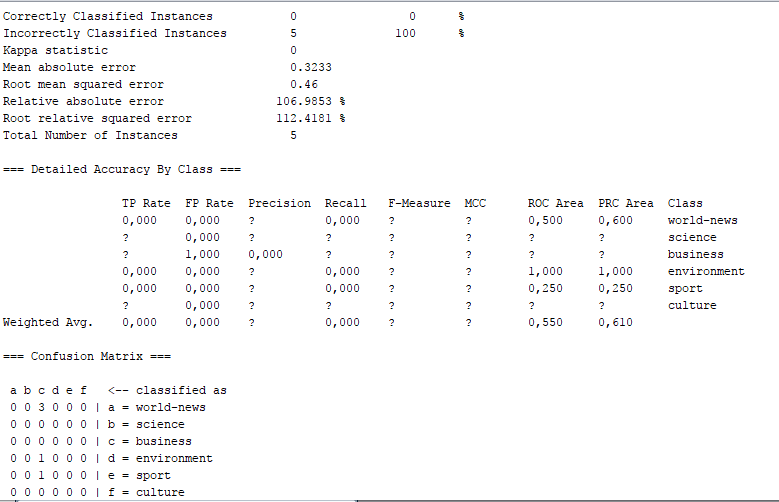 Correctly Classified Instances 0 0 %
Incorrectly Classified Instances 5 100 %
Kappa statistic 0
Mean absolute error 0.3233
Root mean squared error 0.46
Relative absolute error 106.9853 %
Root relative squared error 112.4181 %
Total Number of Instances 5
=== Detailed Accuracy By Class ===
TP Rate FP Rate Precision Recall F-Measure MCC ROC Area PRC Area Class
0,000 0,000 ? 0,000 ? ? 0,500 0,600 world-news
? 0,000 ? ? ? ? ? ? science
? 1,000 0,000 ? ? ? ? ? business
0,000 0,000 ? 0,000 ? ? 1,000 1,000 environment
0,000 0,000 ? 0,000 ? ? 0,250 0,250 sport
? 0,000 ? ? ? ? ? ? culture
Weighted Avg. 0,000 0,000 ? 0,000 ? ? 0,550 0,610
=== Confusion Matrix ===
a b c d e f <-- classified as
0 0 3 0 0 0 | a = world-news
0 0 0 0 0 0 | b = science
0 0 0 0 0 0 | c = business
0 0 1 0 0 0 | d = environment
0 0 1 0 0 0 | e = sport
0 0 0 0 0 0 | f = culture